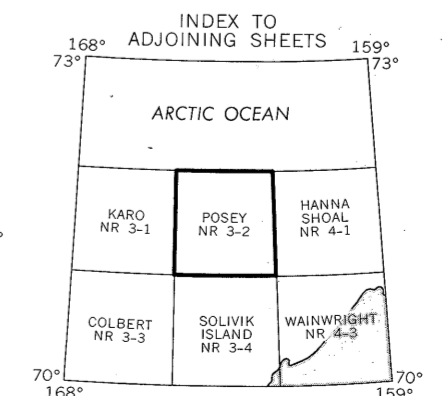 INDEX TO
ADJOINING SHEETS
168° 159°
73° 73°
ARCTIC OCEAN
KARO
NR 3-1
POSEY
NR 3-2
HANNA
SHOAL
NR 4-1
COLBERT
NR 3-3
SOLIVIK
ISLAND
NR 3-4
WAINWRIGHT
NR 4-3
70° 70°
168° 159°